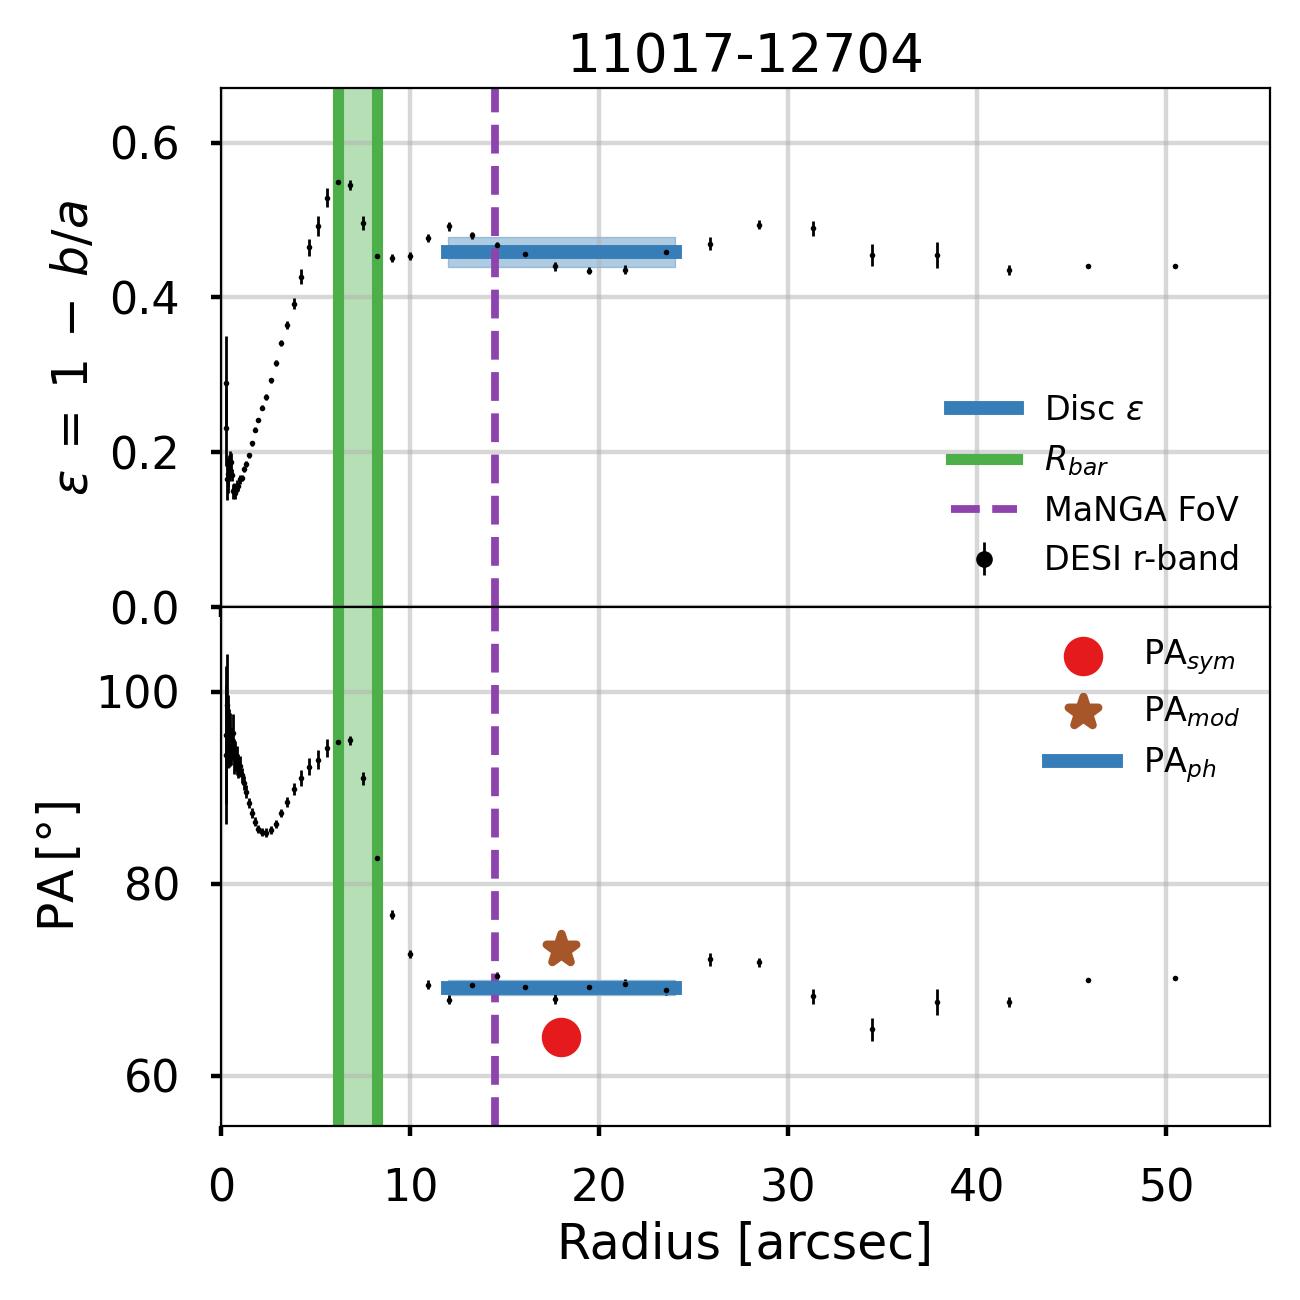 11017-12704
ε = 1 − b/a
0.6
0.4
0.2
0.0
Disc ε
R_bar
MaNGA FoV
DESI r-band
PA [°]
100
80
60
PA_sym
PA_mod
PA_ph
0 10 20 30 40 50
Radius [arcsec]